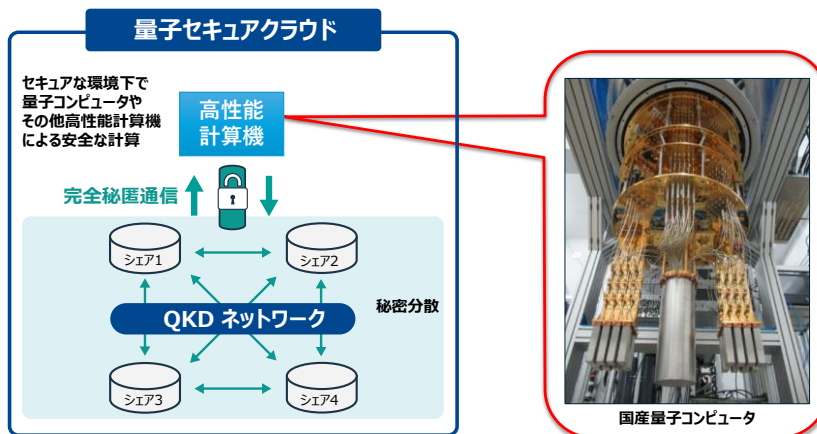 量子セキュアクラウド
セキュアな環境下で
量子コンピュータや
その他高性能計算機
による安全な計算
高性能
計算機
完全秘匿通信
シェア1
シェア2
QKD ネットワーク
秘密分散
シェア3
シェア4
国産量子コンピュータ